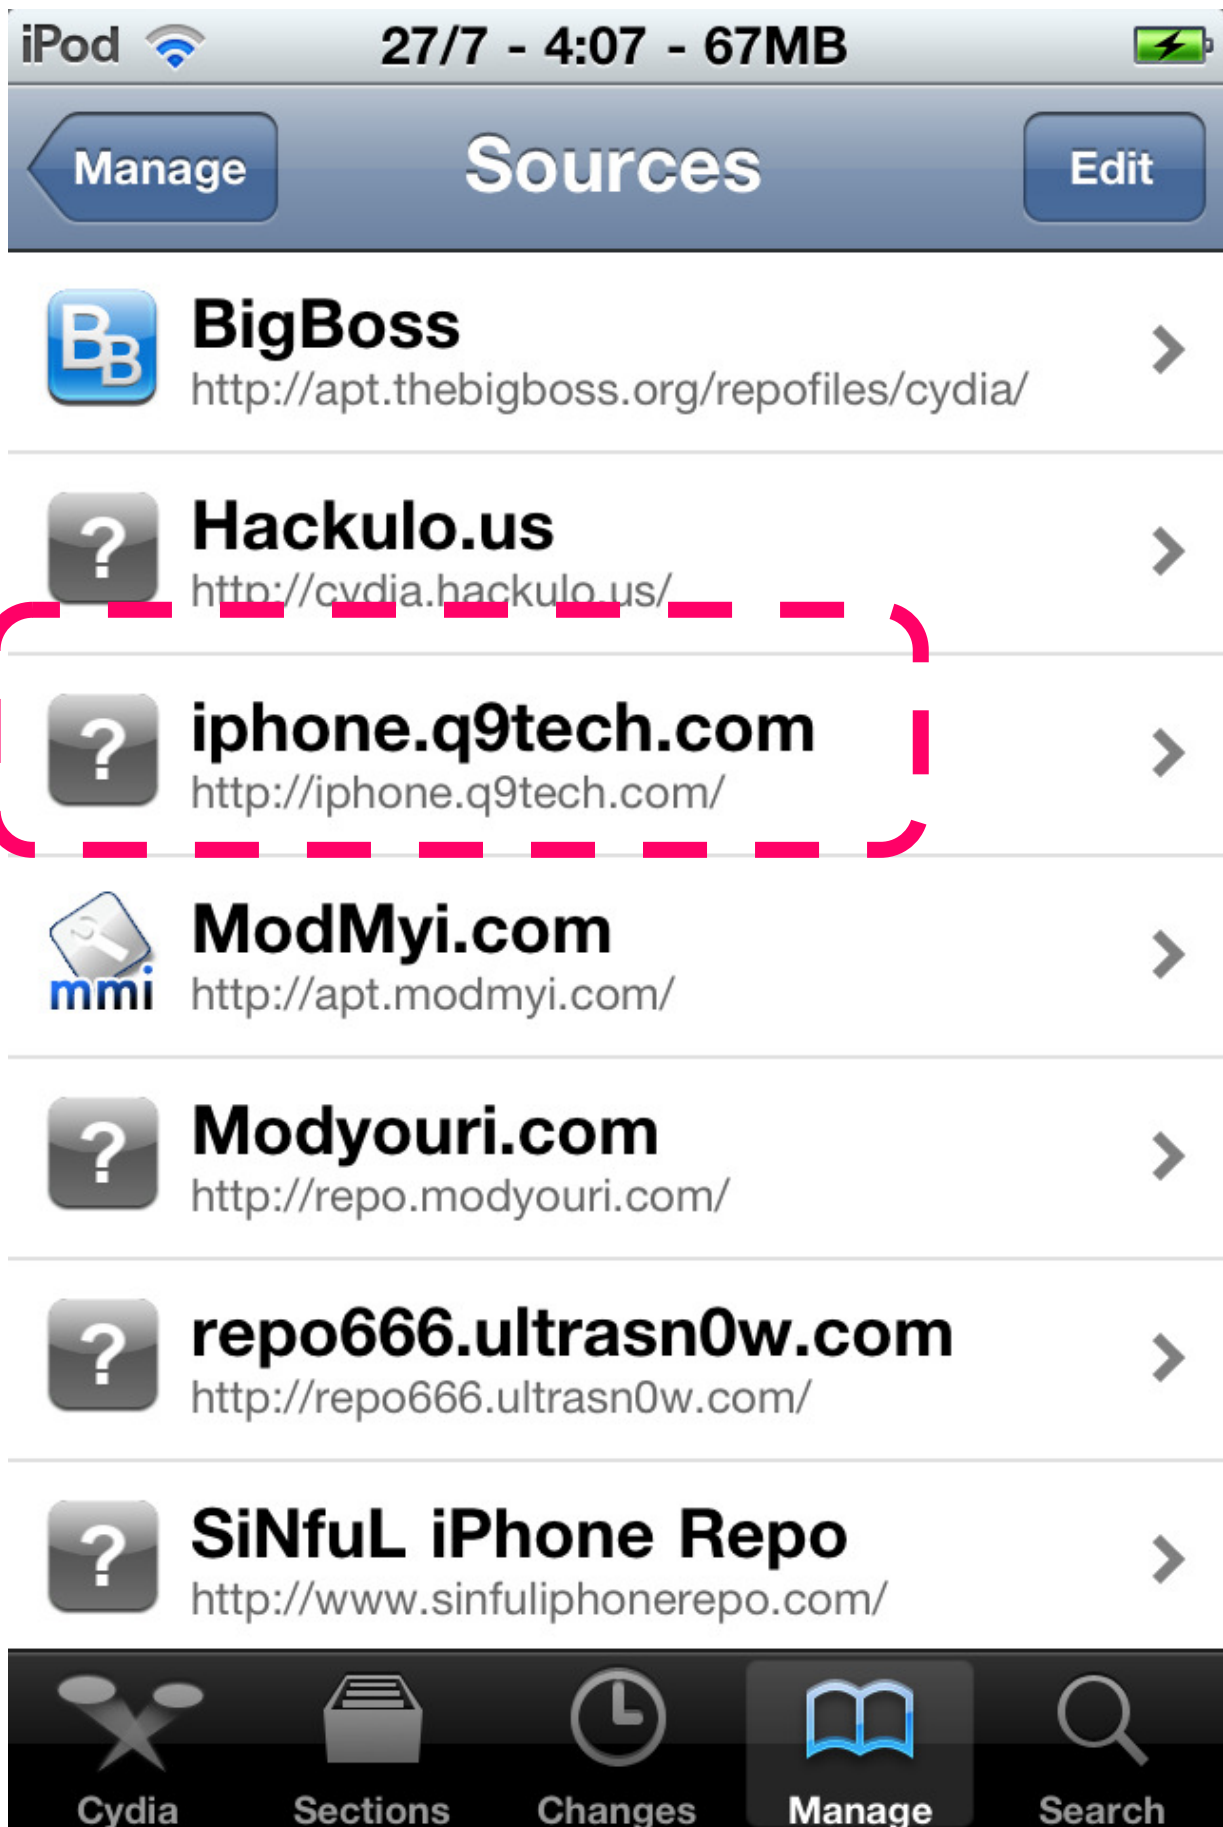 iPod 27/7 - 4:07 - 67MB
Manage Sources Edit
BB
BigBoss
http://apt.thebigboss.org/repofiles/cydia/
?
Hackulo.us
http://cydia.hackulo.us/
?
iphone.q9tech.com
http://iphone.q9tech.com/
mmi
ModMyi.com
http://apt.modmyi.com/
?
Modyouri.com
http://repo.modyouri.com/
?
repo666.ultrasn0w.com
http://repo666.ultrasn0w.com/
?
SiNfuL iPhone Repo
http://www.sinfuliphonerepo.com/
Cydia Sections Changes Manage Search